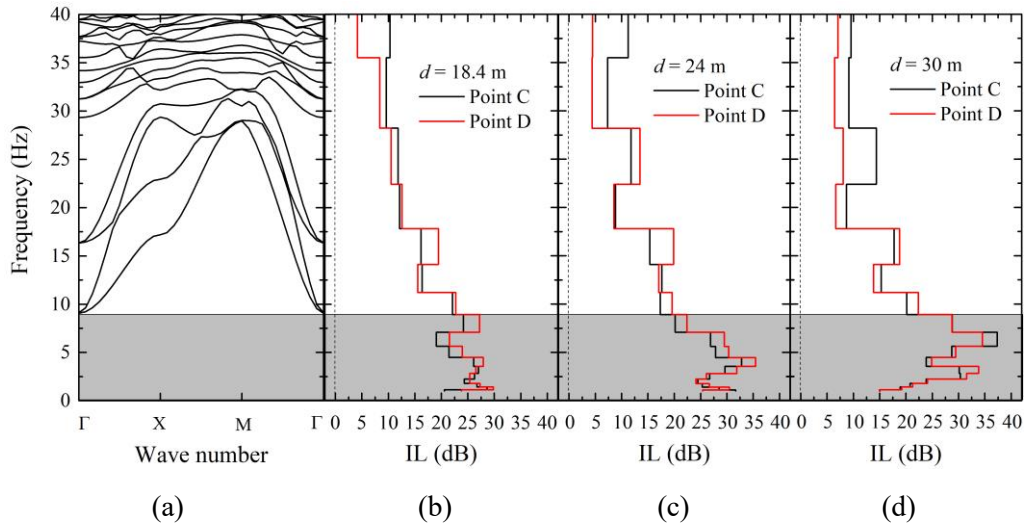 40
35
30
25
20
15
10
5
0
Frequency (Hz)
Γ X M Γ
Wave number
d = 18.4 m
Point C
Point D
0 5 10 15 20 25 30 35 40
IL (dB)
d = 24 m
Point C
Point D
0 5 10 15 20 25 30 35 40
IL (dB)
d = 30 m
Point C
Point D
0 5 10 15 20 25 30 35 40
IL (dB)
(a) (b) (c) (d)